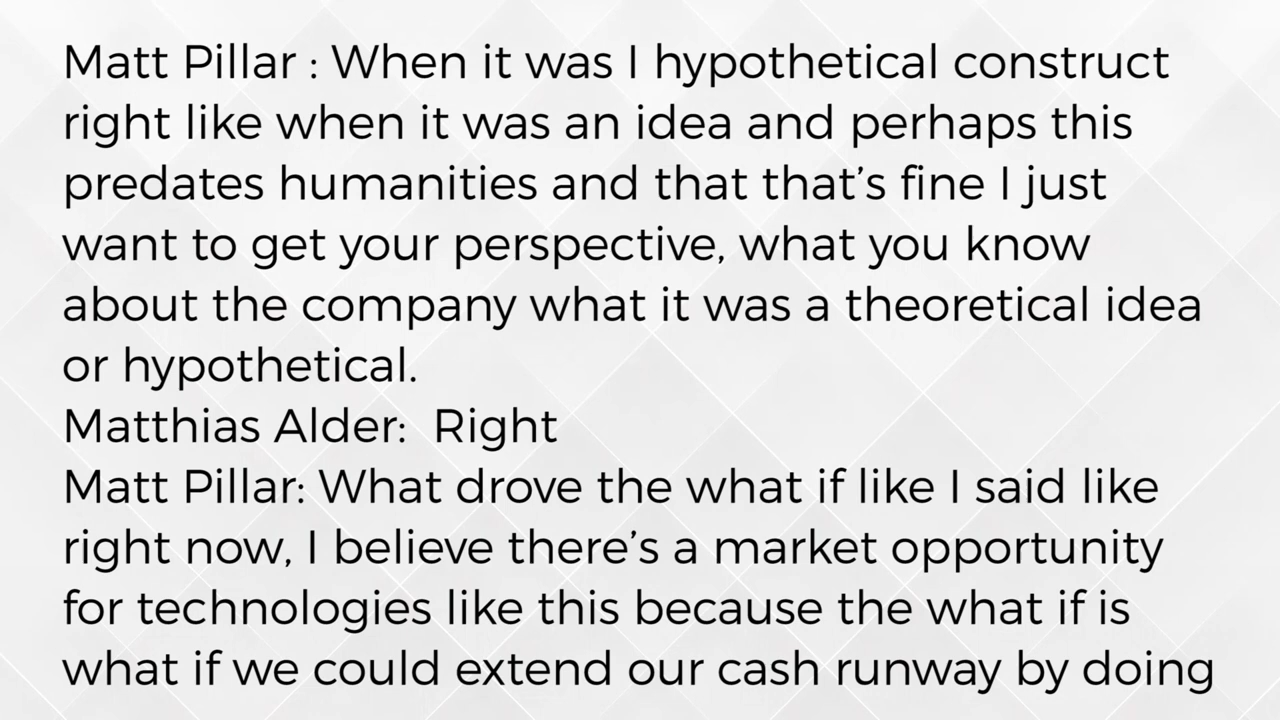 Matt Pillar : When it was I hypothetical construct
right like when it was an idea and perhaps this
predates humanities and that that’s fine I just
want to get your perspective, what you know
about the company what it was a theoretical idea
or hypothetical.
Matthias Alder:  Right
Matt Pillar: What drove the what if like I said like
right now, I believe there’s a market opportunity
for technologies like this because the what if is
what if we could extend our cash runway by doing